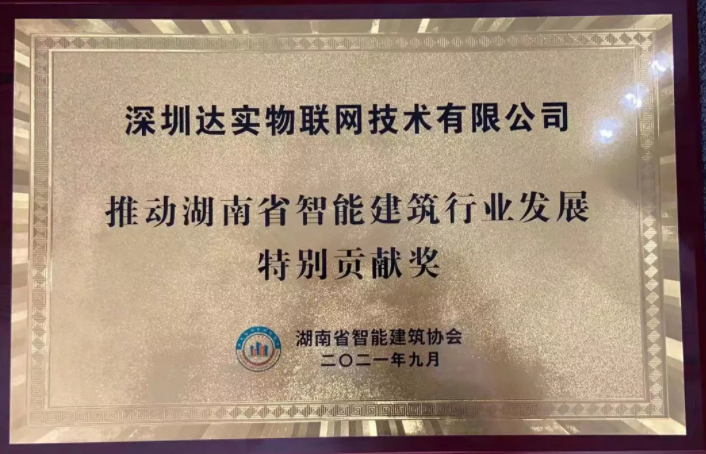 深圳达实物联网技术有限公司
推动湖南省智能建筑行业发展
特别贡献奖
湖南省智能建筑协会
二〇二一年九月